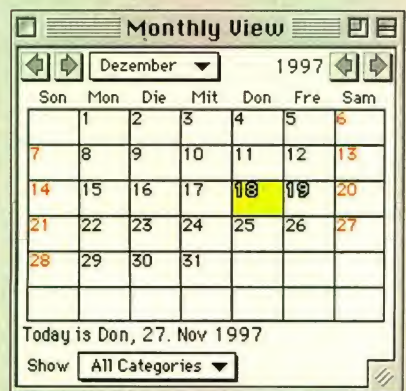 Monthly View
Dezember 1997
Son Mon Die Mit Don Fre Sam
1 2 3 4 5 6
7 8 9 10 11 12 13
14 15 16 17 18 19 20
21 22 23 24 25 26 27
28 29 30 31
Today is Don, 27. Nov 1997
Show All Categories